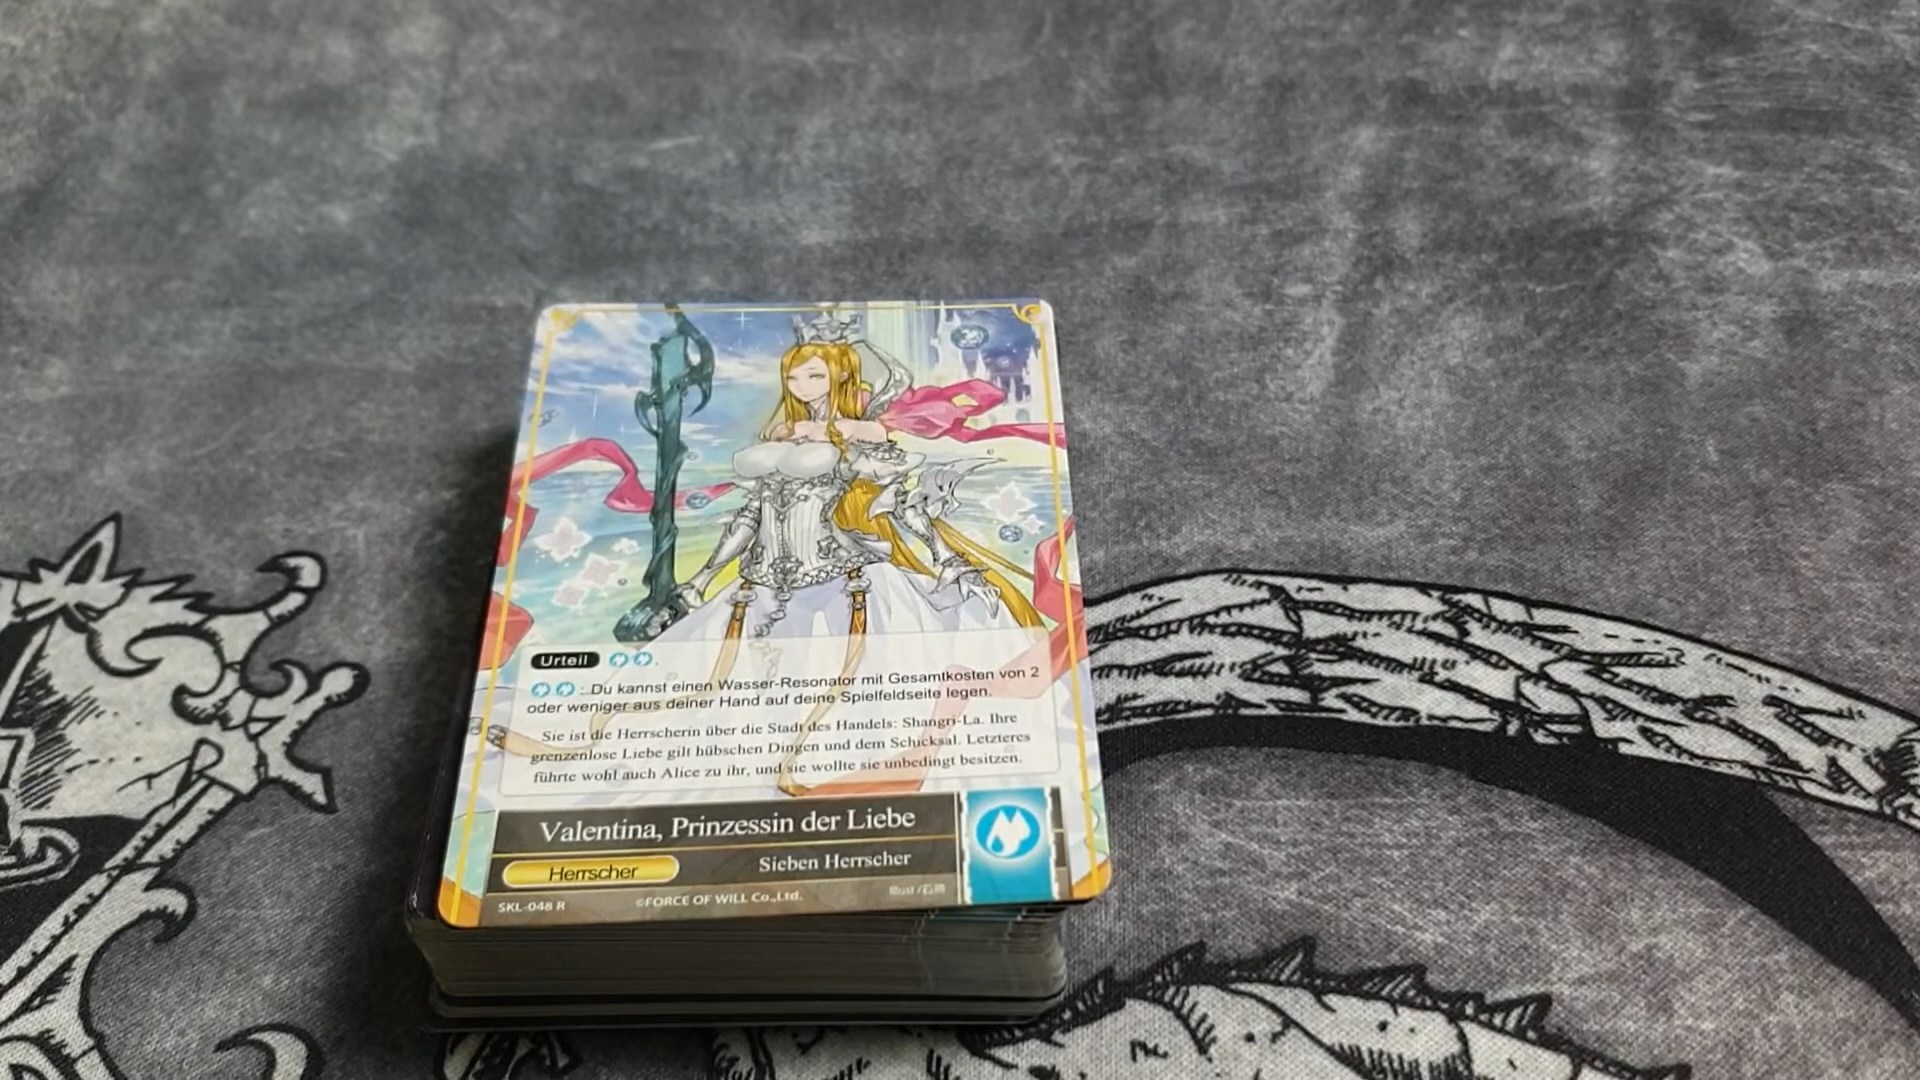 Urteil .
: Du kannst einen Wasser-Resonator mit Gesamtkosten von 2
oder weniger aus deiner Hand auf deine Spielfeldseite legen.
Sie ist die Herrscherin über die Stadt des Handels: Shangri-La. Ihre
grenzenlose Liebe gilt hübschen Dingen und dem Schicksal. Letzteres
führte wohl auch Alice zu ihr, und sie wollte sie unbedingt besitzen.
Valentina, Prinzessin der Liebe
Herrscher Sieben Herrscher
SKL-048 R ©FORCE OF WILL Co.,Ltd. Illust /